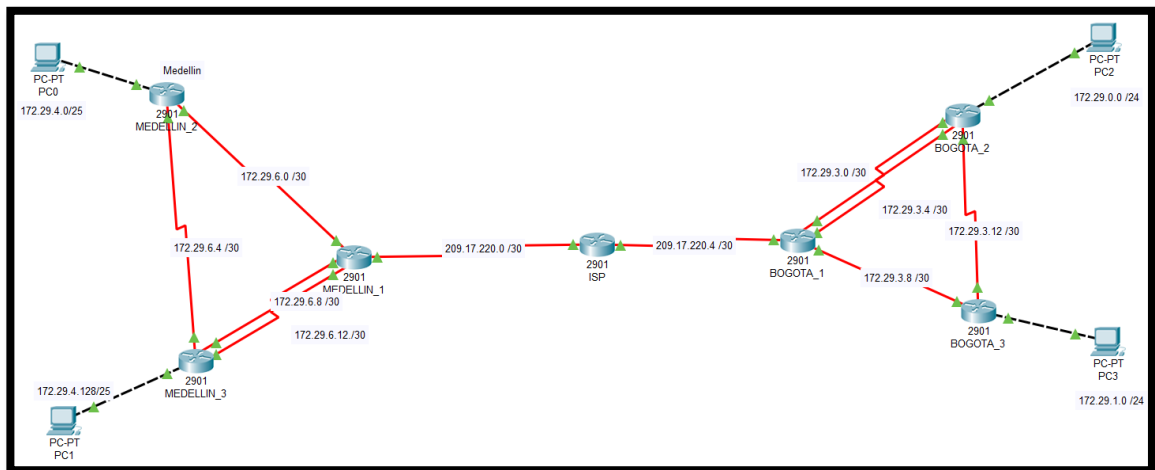 PC-PT
PC0
172.29.4.0/25
Medellin
2901
MEDELLIN_2
172.29.6.0 /30
172.29.6.4 /30
2901
MEDELLIN_1
172.29.6.8 /30
172.29.6.12 /30
2901
MEDELLIN_3
172.29.4.128/25
PC-PT
PC1
209.17.220.0 /30
2901
ISP
209.17.220.4 /30
2901
BOGOTA_1
172.29.3.0 /30
172.29.3.4 /30
2901
BOGOTA_2
PC-PT
PC2
172.29.0.0 /24
172.29.3.12 /30
172.29.3.8 /30
2901
BOGOTA_3
PC-PT
PC3
172.29.1.0 /24